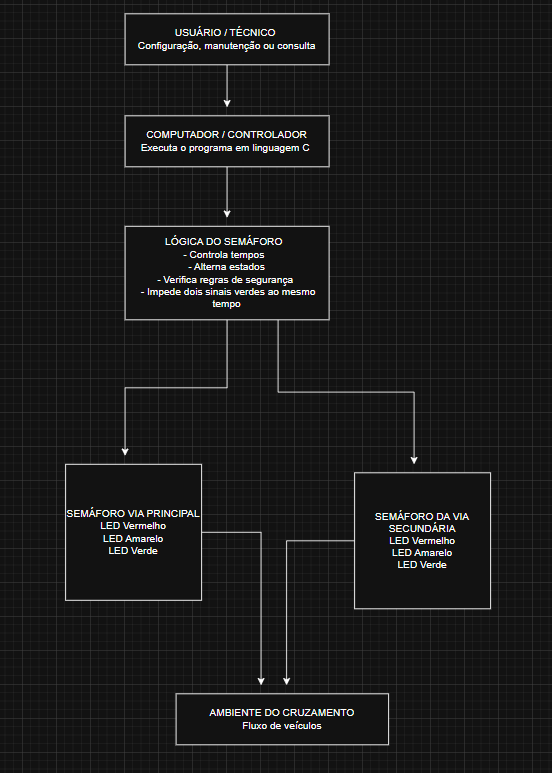 USUÁRIO / TÉCNICO
Configuração, manutenção ou consulta
COMPUTADOR / CONTROLADOR
Executa o programa em linguagem C
LÓGICA DO SEMÁFORO
- Controla tempos
- Alterna estados
- Verifica regras de segurança
- Impede dois sinais verdes ao mesmo
tempo
SEMÁFORO VIA PRINCIPAL
LED Vermelho
LED Amarelo
LED Verde
SEMÁFORO DA VIA
SECUNDÁRIA
LED Vermelho
LED Amarelo
LED Verde
AMBIENTE DO CRUZAMENTO
Fluxo de veículos